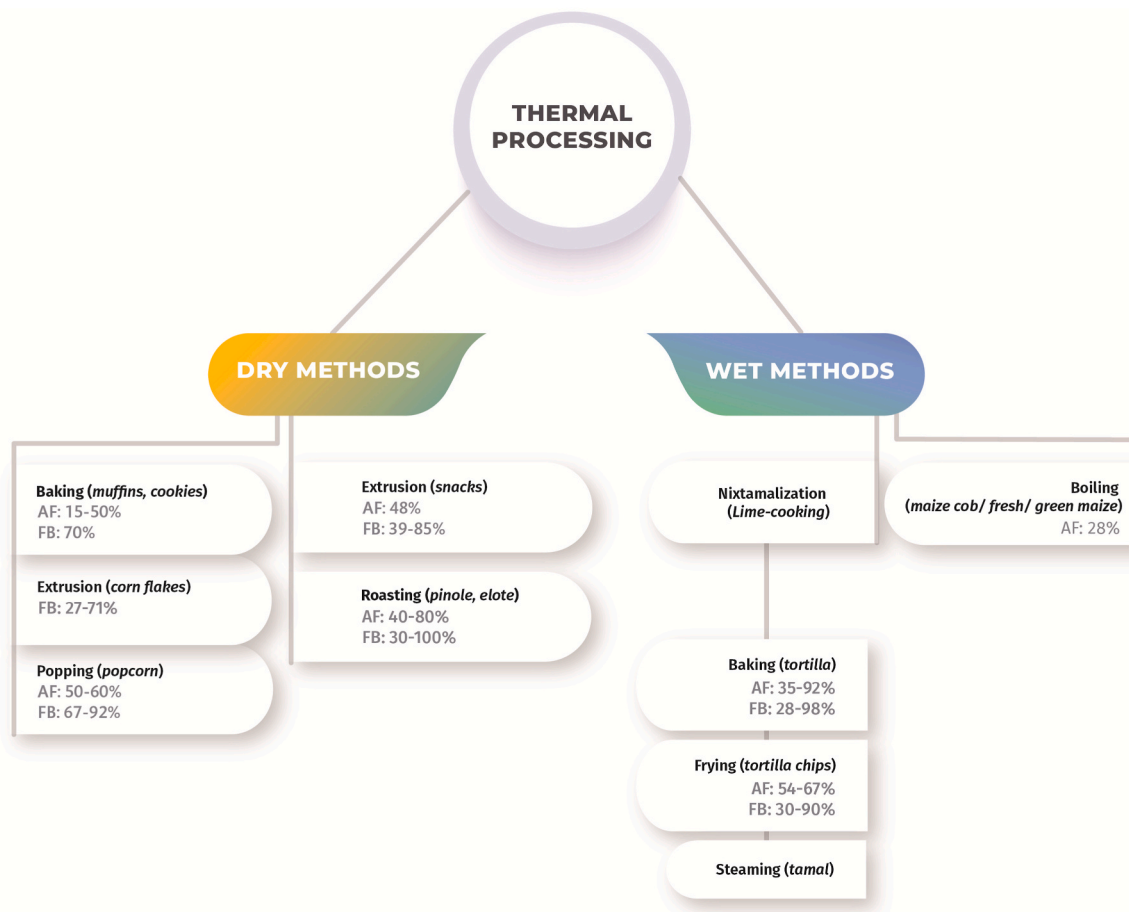 THERMAL
PROCESSING
DRY METHODS
WET METHODS
Baking (muffins, cookies)
AF: 15-50%
FB: 70%
Extrusion (corn flakes)
FB: 27-71%
Popping (popcorn)
AF: 50-60%
FB: 67-92%
Extrusion (snacks)
AF: 48%
FB: 39-85%
Roasting (pinole, elote)
AF: 40-80%
FB: 30-100%
Nixtamalization
(Lime-cooking)
Baking (tortilla)
AF: 35-92%
FB: 28-98%
Frying (tortilla chips)
AF: 54-67%
FB: 30-90%
Steaming (tamal)
Boiling
(maize cob/ fresh/ green maize)
AF: 28%